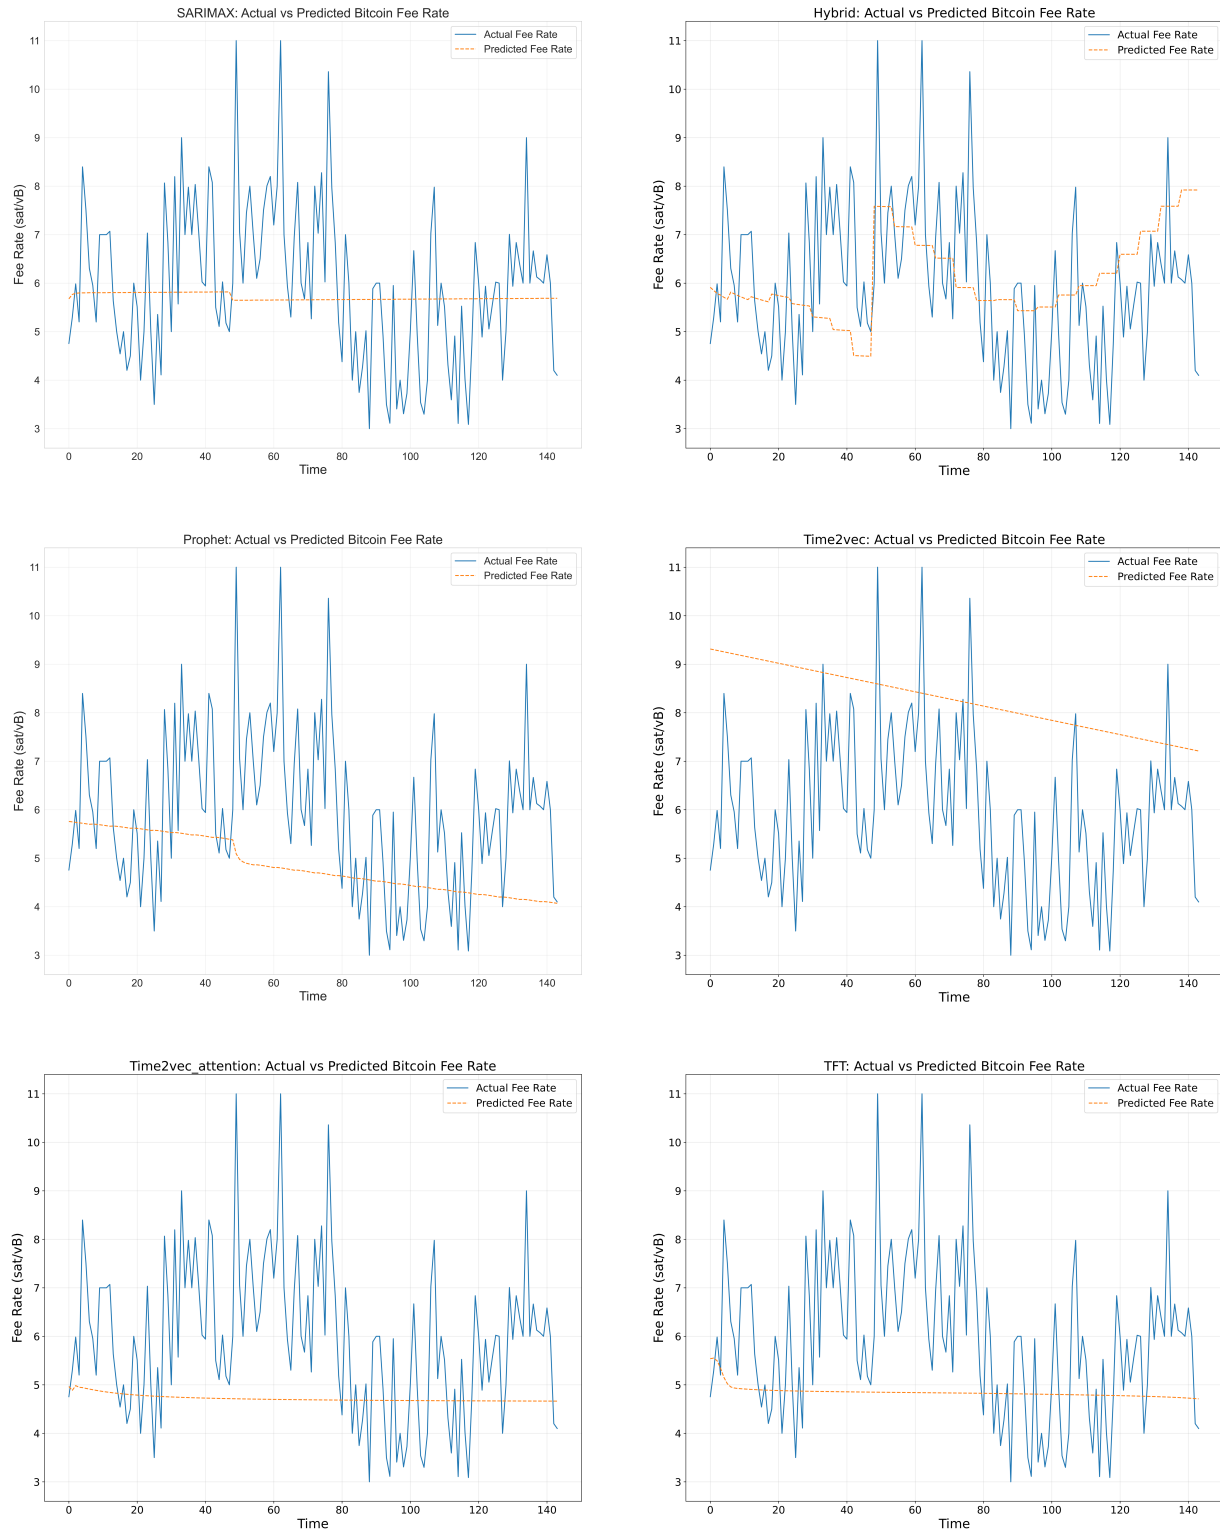 SARIMAX: Actual vs Predicted Bitcoin Fee Rate
Actual Fee Rate
Predicted Fee Rate
Fee Rate (sat/vB)
11
10
9
8
7
6
5
4
3
0 20 40 60 80 100 120 140
Time
Hybrid: Actual vs Predicted Bitcoin Fee Rate
Actual Fee Rate
Predicted Fee Rate
Fee Rate (sat/vB)
11
10
9
8
7
6
5
4
3
0 20 40 60 80 100 120 140
Time
Prophet: Actual vs Predicted Bitcoin Fee Rate
Actual Fee Rate
Predicted Fee Rate
Fee Rate (sat/vB)
11
10
9
8
7
6
5
4
3
0 20 40 60 80 100 120 140
Time
Time2vec: Actual vs Predicted Bitcoin Fee Rate
Actual Fee Rate
Predicted Fee Rate
Fee Rate (sat/vB)
11
10
9
8
7
6
5
4
3
0 20 40 60 80 100 120 140
Time
Time2vec_attention: Actual vs Predicted Bitcoin Fee Rate
Actual Fee Rate
Predicted Fee Rate
Fee Rate (sat/vB)
11
10
9
8
7
6
5
4
3
0 20 40 60 80 100 120 140
Time
TFT: Actual vs Predicted Bitcoin Fee Rate
Actual Fee Rate
Predicted Fee Rate
Fee Rate (sat/vB)
11
10
9
8
7
6
5
4
3
0 20 40 60 80 100 120 140
Time